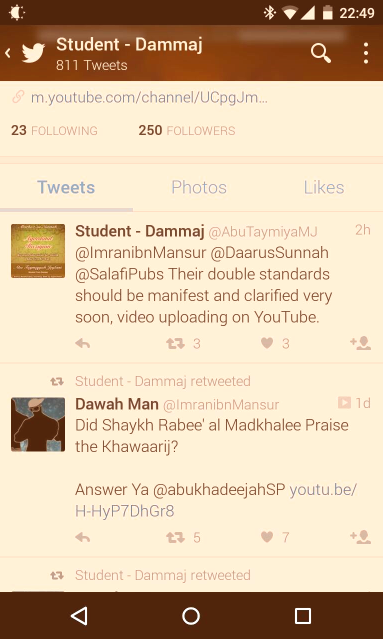 22:49
Student - Dammaj
811 Tweets
m.youtube.com/channel/UCpgJm...
23 FOLLOWING 250 FOLLOWERS
Tweets Photos Likes
Student - Dammaj @AbuTaymiyaMJ 2h
@ImranibnMansur @DaarusSunnah
@SalafiPubs Their double standards
should be manifest and clarified very
soon, video uploading on YouTube.
3 3
Student - Dammaj retweeted
Dawah Man @ImranibnMansur 1d
Did Shaykh Rabee' al Madkhalee Praise
the Khawaarij?
Answer Ya @abukhadeejahSP youtu.be/
H-HyP7DhGr8
5 7
Student - Dammaj retweeted